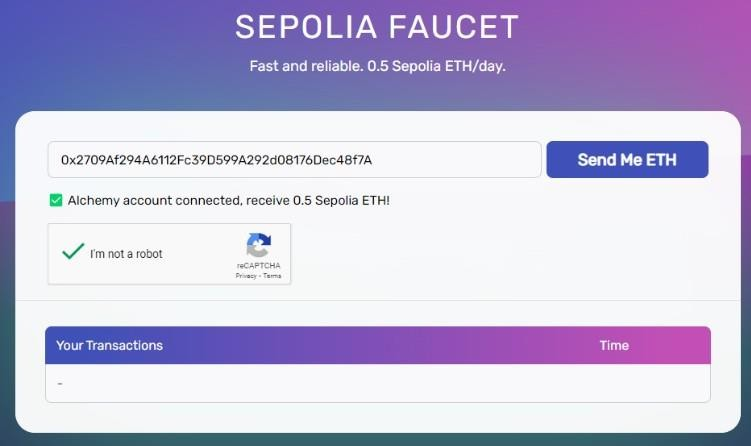 SEPOLIA FAUCET
Fast and reliable. 0.5 Sepolia ETH/day.
0x2709Af294A6112Fc39D599A292d08176Dec48f7A
Send Me ETH
Alchemy account connected, receive 0.5 Sepolia ETH!
I'm not a robot
reCAPTCHA
Privacy - Terms
Your Transactions Time
-